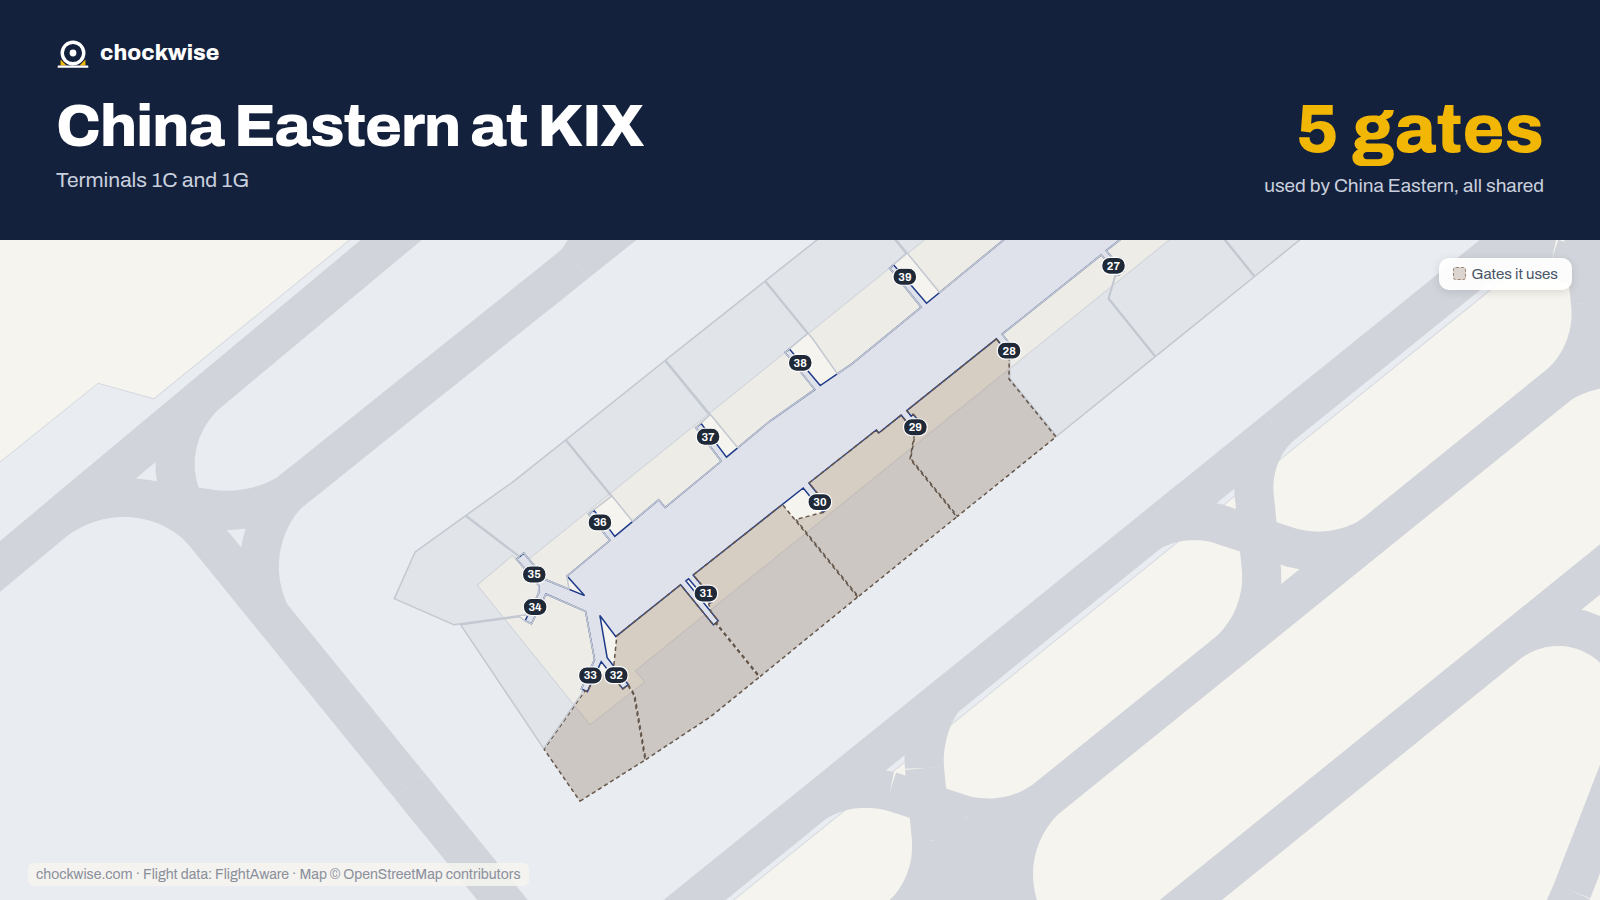 chockwise
China Eastern at KIX
Terminals 1C and 1G
5 gates
used by China Eastern, all shared
Gates it uses
27
39
28
38
29
37
30
36
35
31
34
33
32
chockwise.com · Flight data: FlightAware · Map © OpenStreetMap contributors